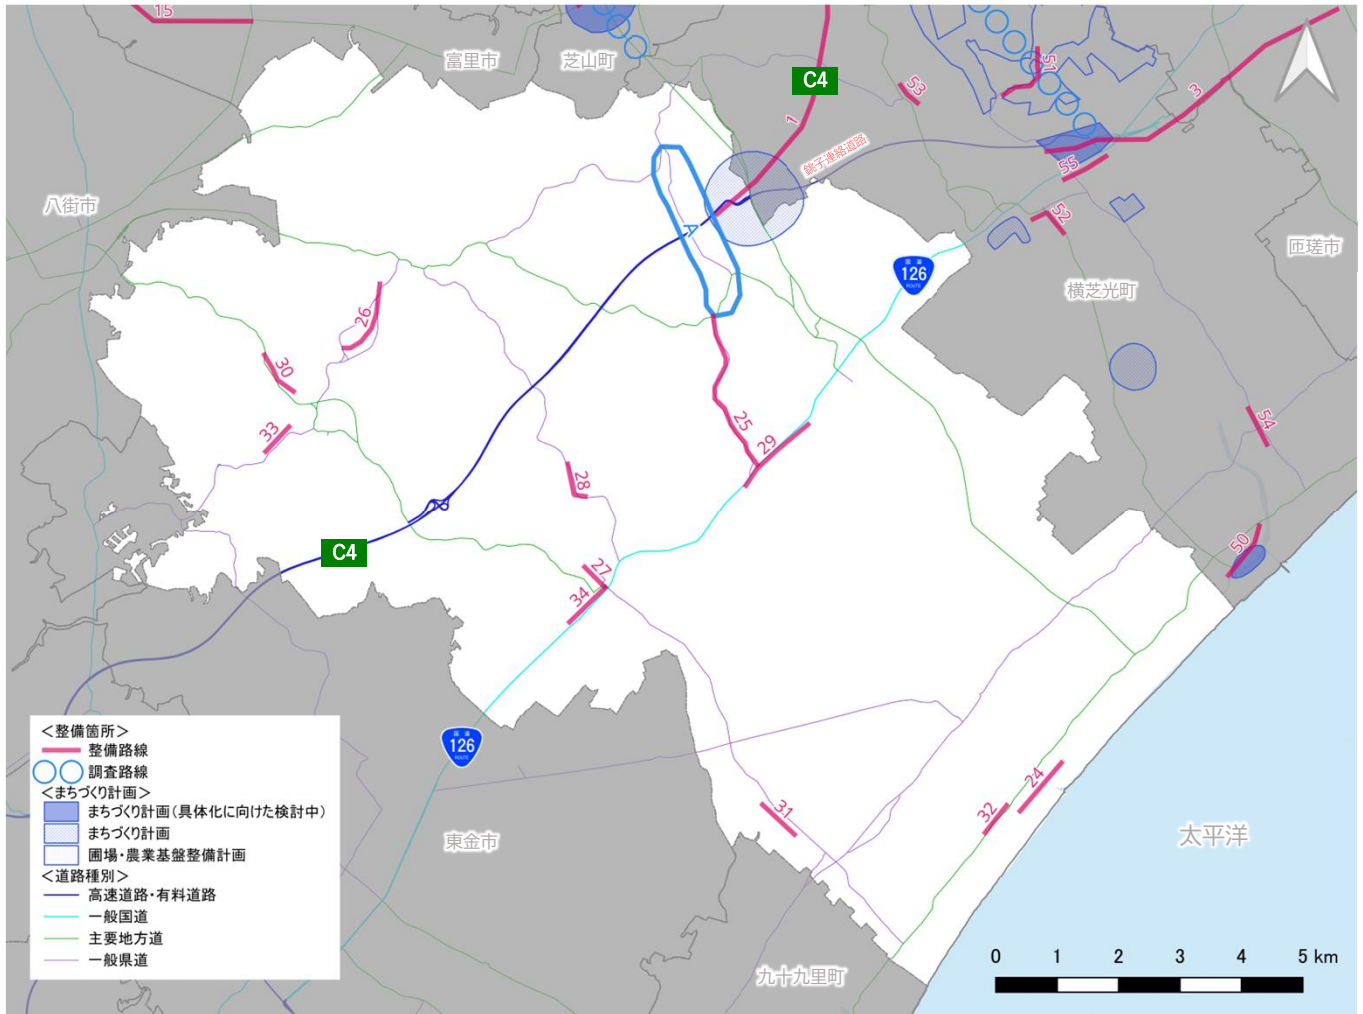 15
富里市
芝山町
C4
53
51
3
1
銚子連絡道路
55
八街市
52
A
国道
126
ROUTE
匝瑳市
横芝光町
26
30
25
29
33
54
28
C4
50
27
34
国道
126
ROUTE
24
32
31
東金市
太平洋
九十九里町
＜整備箇所＞
整備路線
調査路線
＜まちづくり計画＞
まちづくり計画(具体化に向けた検討中)
まちづくり計画
圃場・農業基盤整備計画
＜道路種別＞
高速道路・有料道路
一般国道
主要地方道
一般県道
0 1 2 3 4 5 km